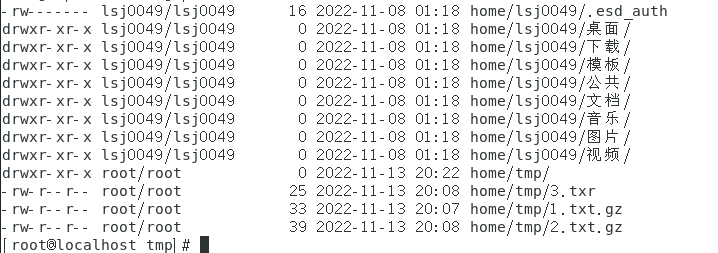 -rw------- lsj0049/lsj0049      16 2022-11-08 01:18 home/lsj0049/.esd_auth
drwxr-xr-x lsj0049/lsj0049       0 2022-11-08 01:18 home/lsj0049/桌面/
drwxr-xr-x lsj0049/lsj0049       0 2022-11-08 01:18 home/lsj0049/下载/
drwxr-xr-x lsj0049/lsj0049       0 2022-11-08 01:18 home/lsj0049/模板/
drwxr-xr-x lsj0049/lsj0049       0 2022-11-08 01:18 home/lsj0049/公共/
drwxr-xr-x lsj0049/lsj0049       0 2022-11-08 01:18 home/lsj0049/文档/
drwxr-xr-x lsj0049/lsj0049       0 2022-11-08 01:18 home/lsj0049/音乐/
drwxr-xr-x lsj0049/lsj0049       0 2022-11-08 01:18 home/lsj0049/图片/
drwxr-xr-x lsj0049/lsj0049       0 2022-11-08 01:18 home/lsj0049/视频/
drwxr-xr-x root/root             0 2022-11-13 20:22 home/tmp/
-rw-r--r-- root/root            25 2022-11-13 20:08 home/tmp/3.txr
-rw-r--r-- root/root            33 2022-11-13 20:07 home/tmp/1.txt.gz
-rw-r--r-- root/root            39 2022-11-13 20:08 home/tmp/2.txt.gz
[root@localhost tmp]#